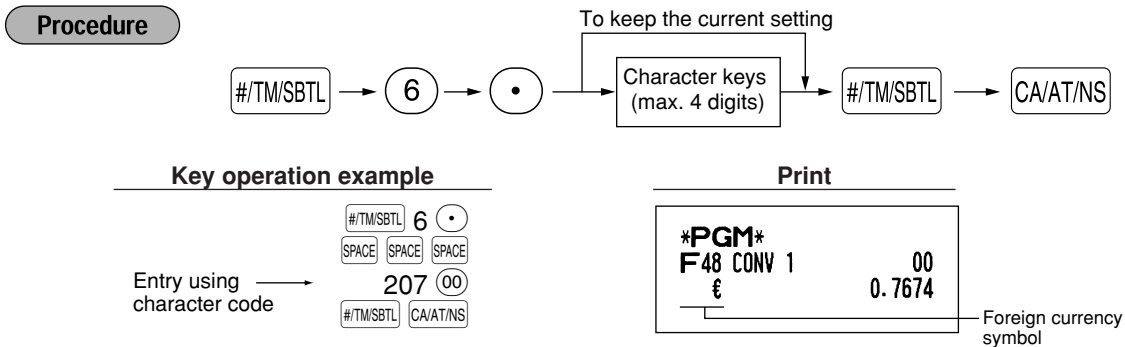 Procedure
To keep the current setting
#/TM/SBTL 6 • Character keys (max. 4 digits) #/TM/SBTL CA/AT/NS
Key operation example
#/TM/SBTL 6 •
SPACE SPACE SPACE
Entry using character code
207 00
#/TM/SBTL CA/AT/NS
Print
*PGM*
F48 CONV 1 00
€ 0.7674
Foreign currency
symbol